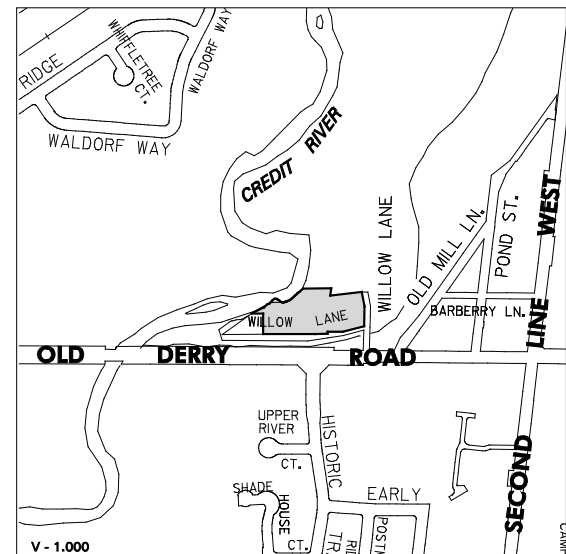 WHIFFLETREE
CT.
WALDORF WAY
RIDGE
WALDORF WAY
CREDIT RIVER
WILLOW LANE
OLD MILL LN.
POND ST.
SECOND LINE WEST
BARBERRY LN.
WILLOW LANE
OLD DERRY ROAD
UPPER
RIVER
CT.
HISTORIC
SHADE
HOUSE
CT.
EARLY
V - 1.000